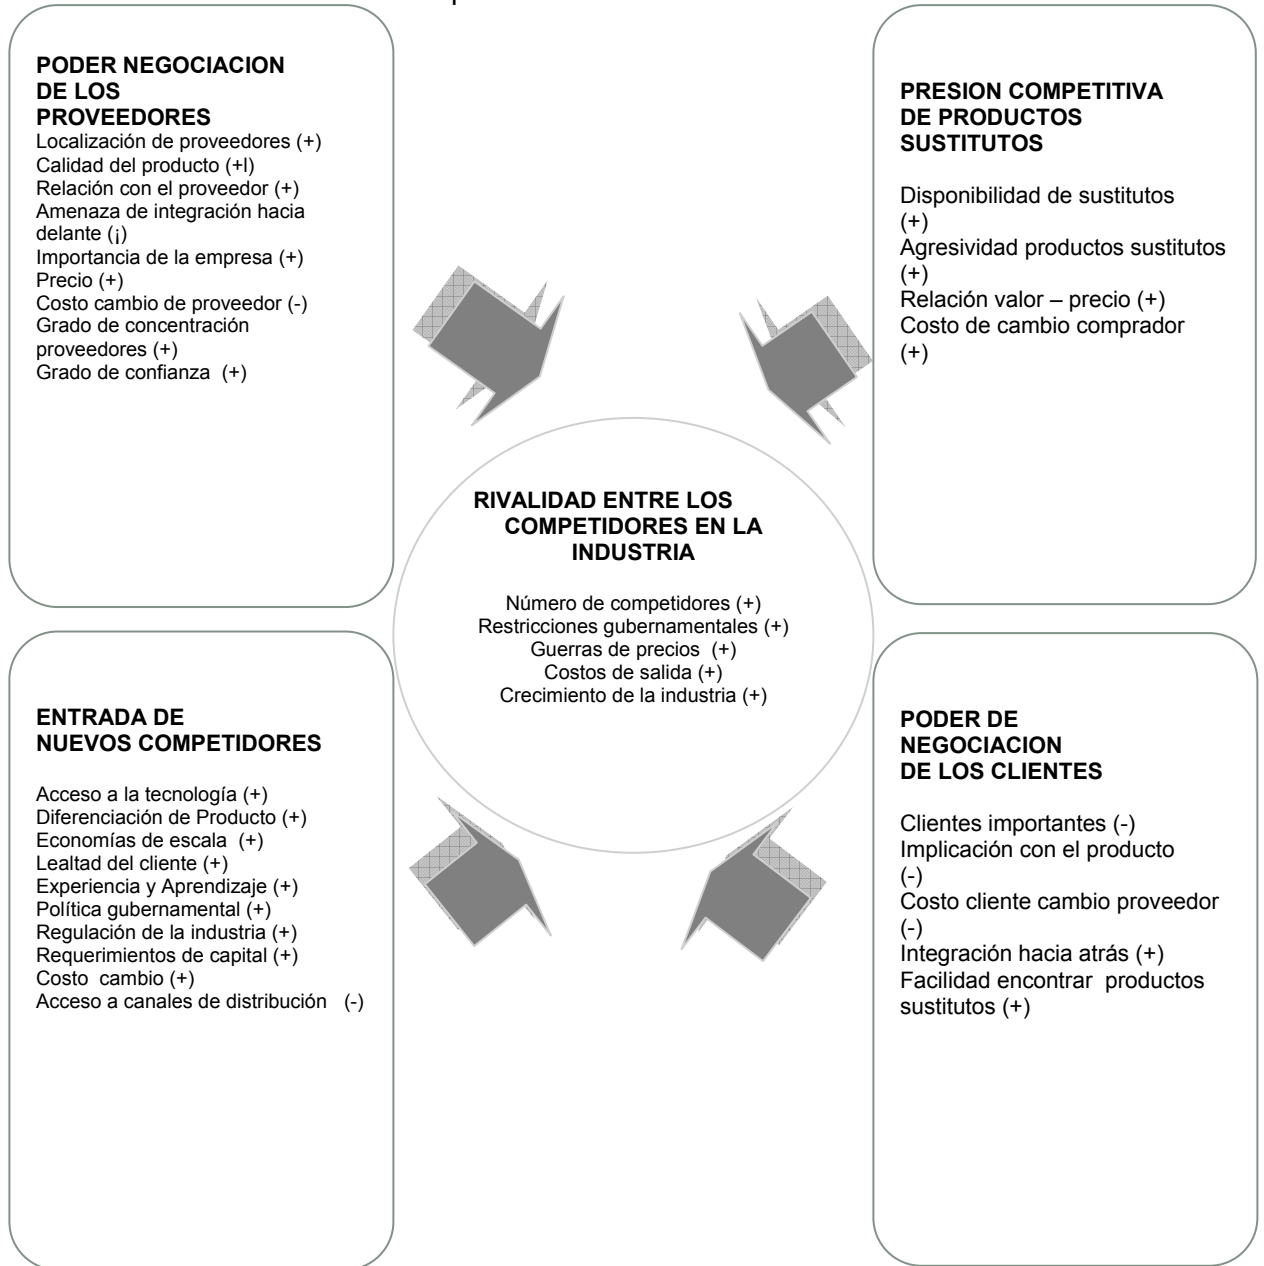 PODER NEGOCIACION
DE LOS
PROVEEDORES
Localización de proveedores (+)
Calidad del producto (+l)
Relación con el proveedor (+)
Amenaza de integración hacia
delante (¡)
Importancia de la empresa (+)
Precio (+)
Costo cambio de proveedor (-)
Grado de concentración
proveedores (+)
Grado de confianza  (+)
PRESION COMPETITIVA
DE PRODUCTOS
SUSTITUTOS
Disponibilidad de sustitutos
(+)
Agresividad productos sustitutos
(+)
Relación valor – precio (+)
Costo de cambio comprador
(+)
RIVALIDAD ENTRE LOS
COMPETIDORES EN LA
INDUSTRIA
Número de competidores (+)
Restricciones gubernamentales (+)
Guerras de precios  (+)
Costos de salida (+)
Crecimiento de la industria (+)
ENTRADA DE
NUEVOS COMPETIDORES
Acceso a la tecnología (+)
Diferenciación de Producto (+)
Economías de escala  (+)
Lealtad del cliente (+)
Experiencia y Aprendizaje (+)
Política gubernamental (+)
Regulación de la industria (+)
Requerimientos de capital (+)
Costo  cambio (+)
Acceso a canales de distribución   (-)
PODER DE
NEGOCIACION
DE LOS CLIENTES
Clientes importantes (-)
Implicación con el producto
(-)
Costo cliente cambio proveedor
(-)
Integración hacia atrás (+)
Facilidad encontrar  productos
sustitutos (+)